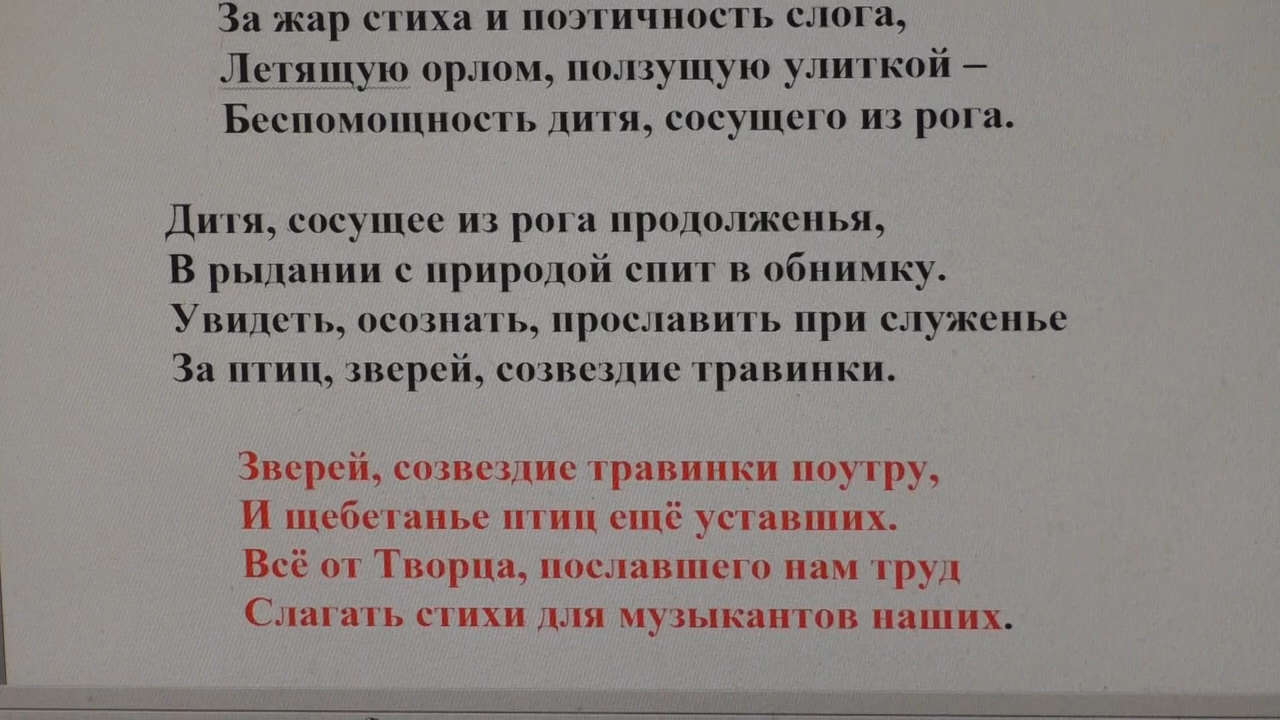 За жар стиха и поэтичность слога,
Летящую орлом, ползущую улиткой –
Беспомощность дитя, сосущего из рога.
Дитя, сосущее из рога продолженья,
В рыдании с природой спит в обнимку.
Увидеть, осознать, прославить при служенье
За птиц, зверей, созвездие травинки.
Зверей, созвездие травинки поутру,
И щебетанье птиц ещё уставших.
Всё от Творца, пославшего нам труд
Слагать стихи для музыкантов наших.